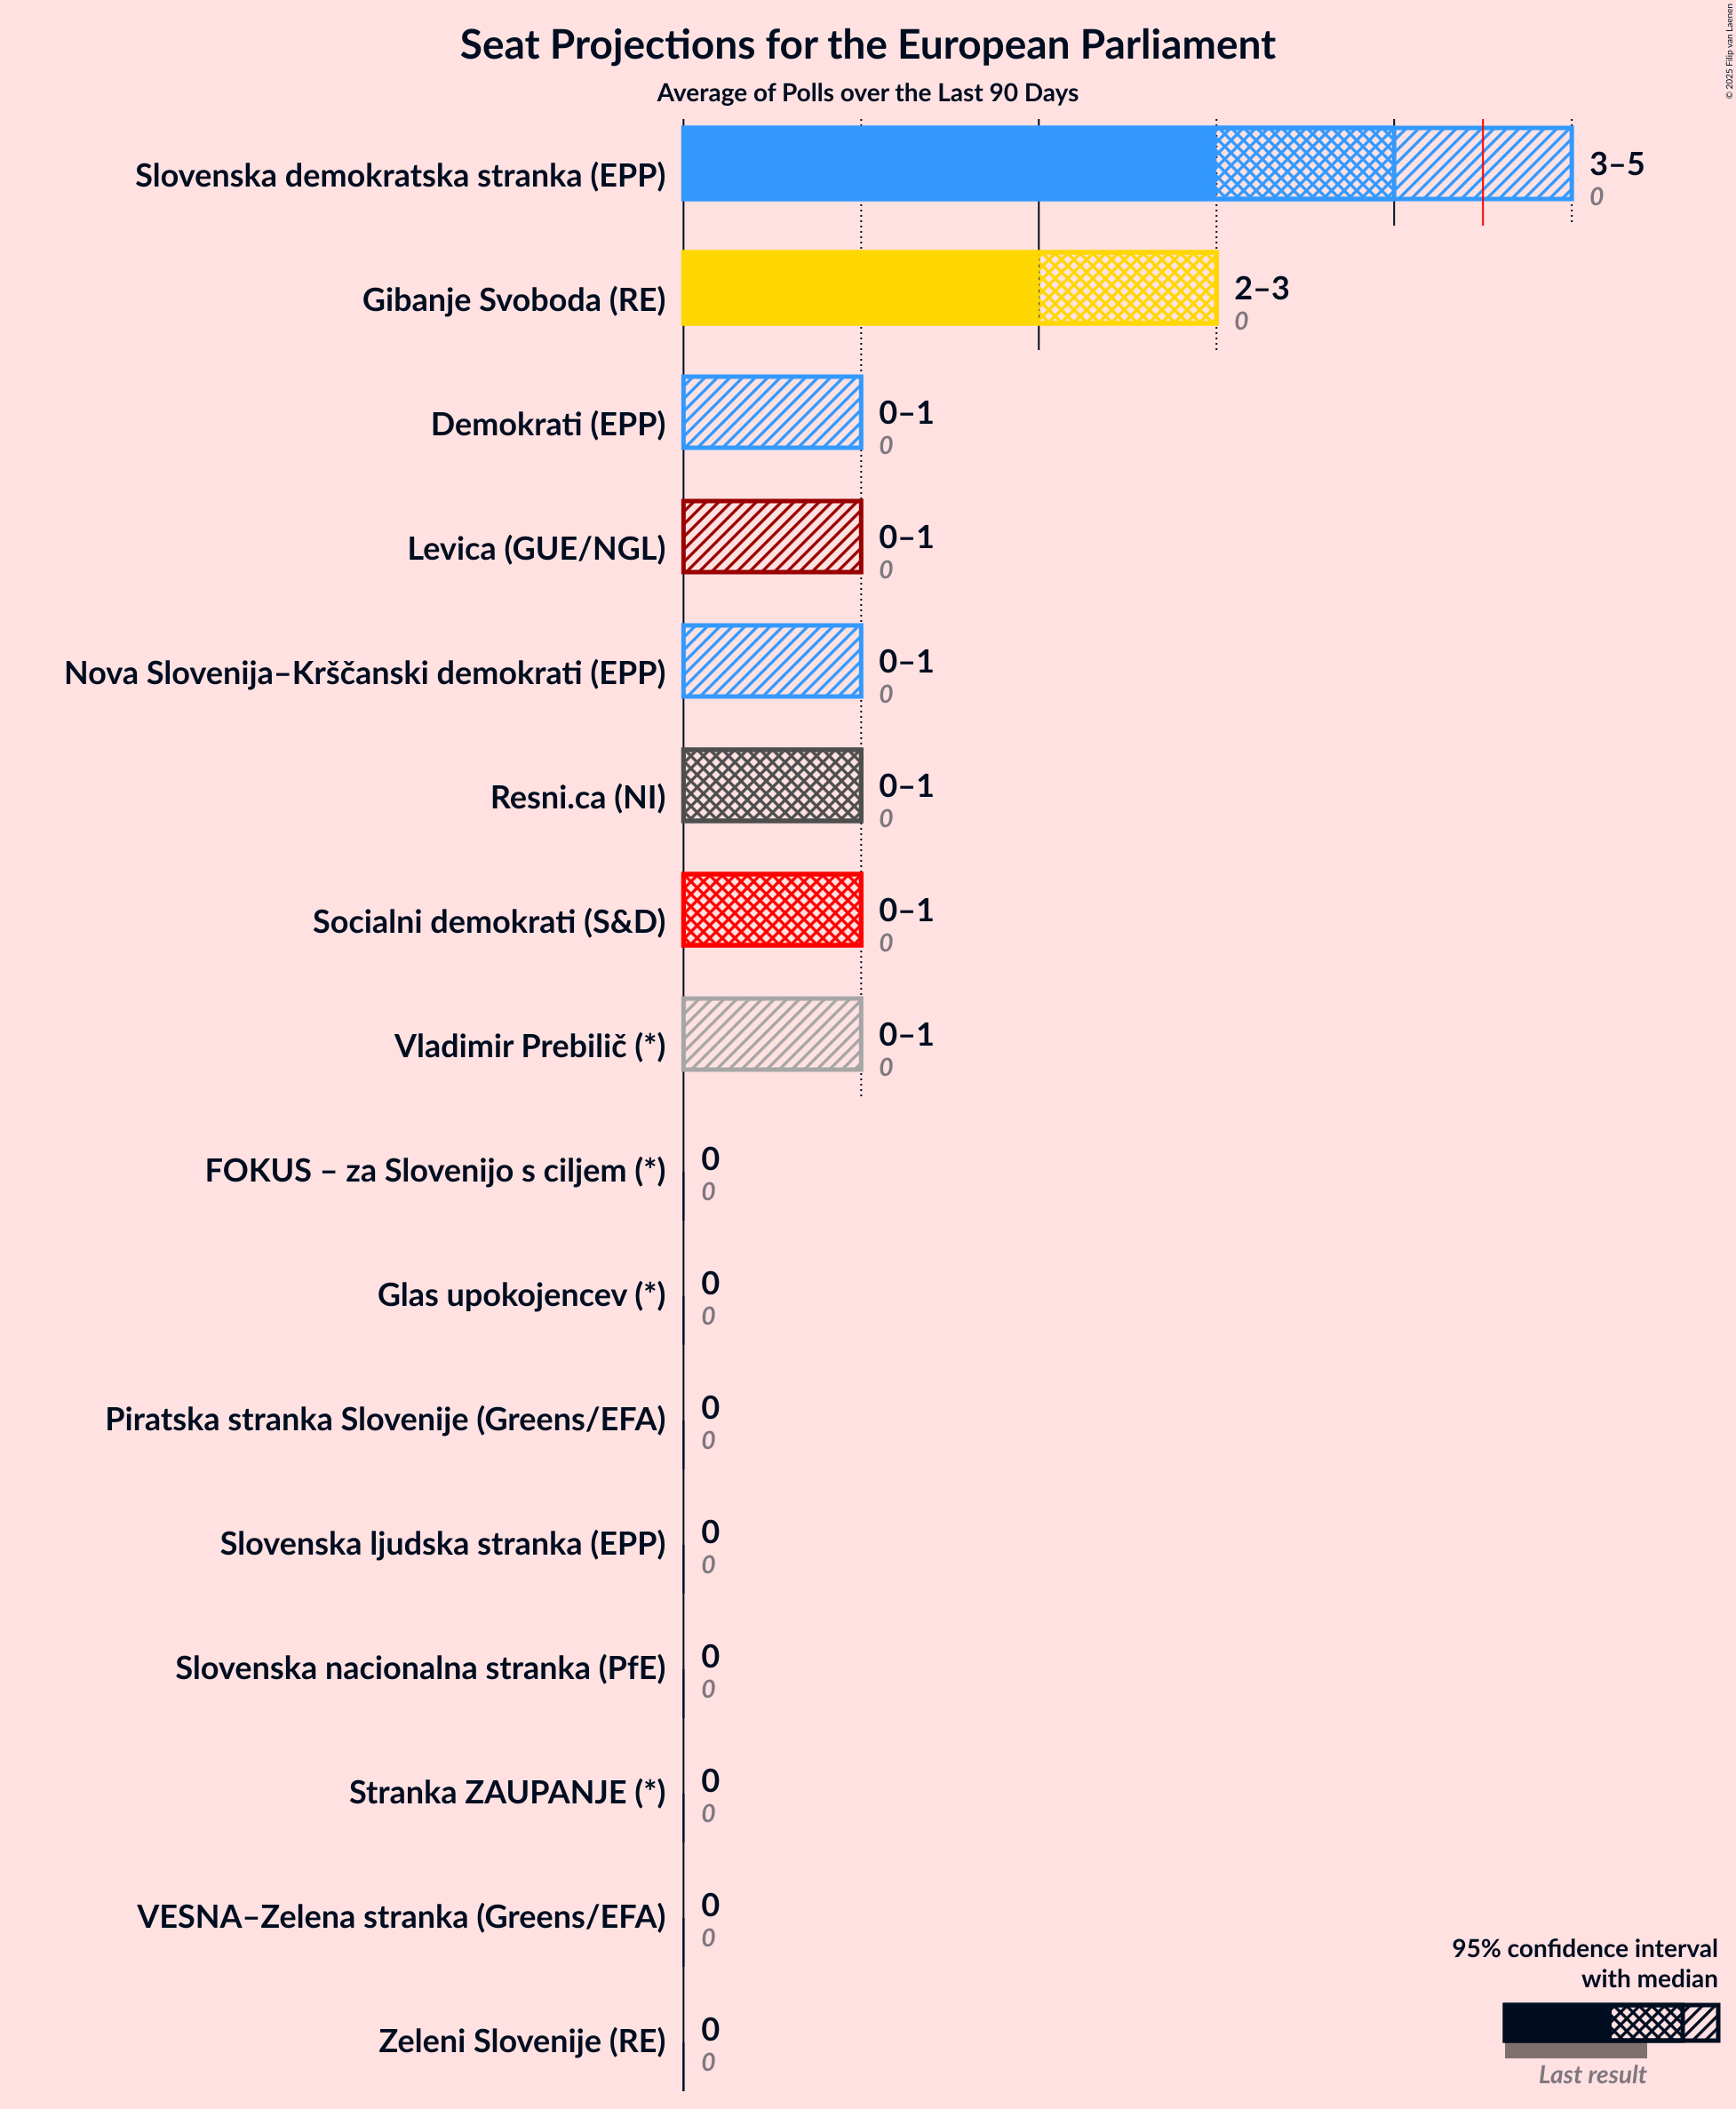 © 2025 Filip van Laenen
Seat Projections for the European Parliament
Average of Polls over the Last 90 Days
Slovenska demokratska stranka (EPP)
3–5
0
Gibanje Svoboda (RE)
2–3
0
Demokrati (EPP)
0–1
0
Levica (GUE/NGL)
0–1
0
Nova Slovenija–Krščanski demokrati (EPP)
0–1
0
Resni.ca (NI)
0–1
0
Socialni demokrati (S&D)
0–1
0
Vladimir Prebilič (*)
0–1
0
FOKUS – za Slovenijo s ciljem (*)
0
0
Glas upokojencev (*)
0
0
Piratska stranka Slovenije (Greens/EFA)
0
0
Slovenska ljudska stranka (EPP)
0
0
Slovenska nacionalna stranka (PfE)
0
0
Stranka ZAUPANJE (*)
0
0
VESNA–Zelena stranka (Greens/EFA)
0
0
Zeleni Slovenije (RE)
0
0
95% confidence interval
with median
Last result